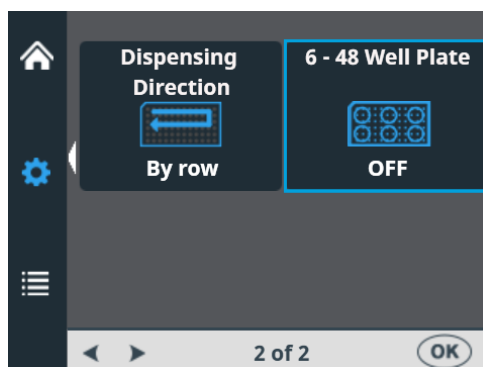 Dispensing
Direction
By row
6 - 48 Well Plate
OFF
2 of 2
OK